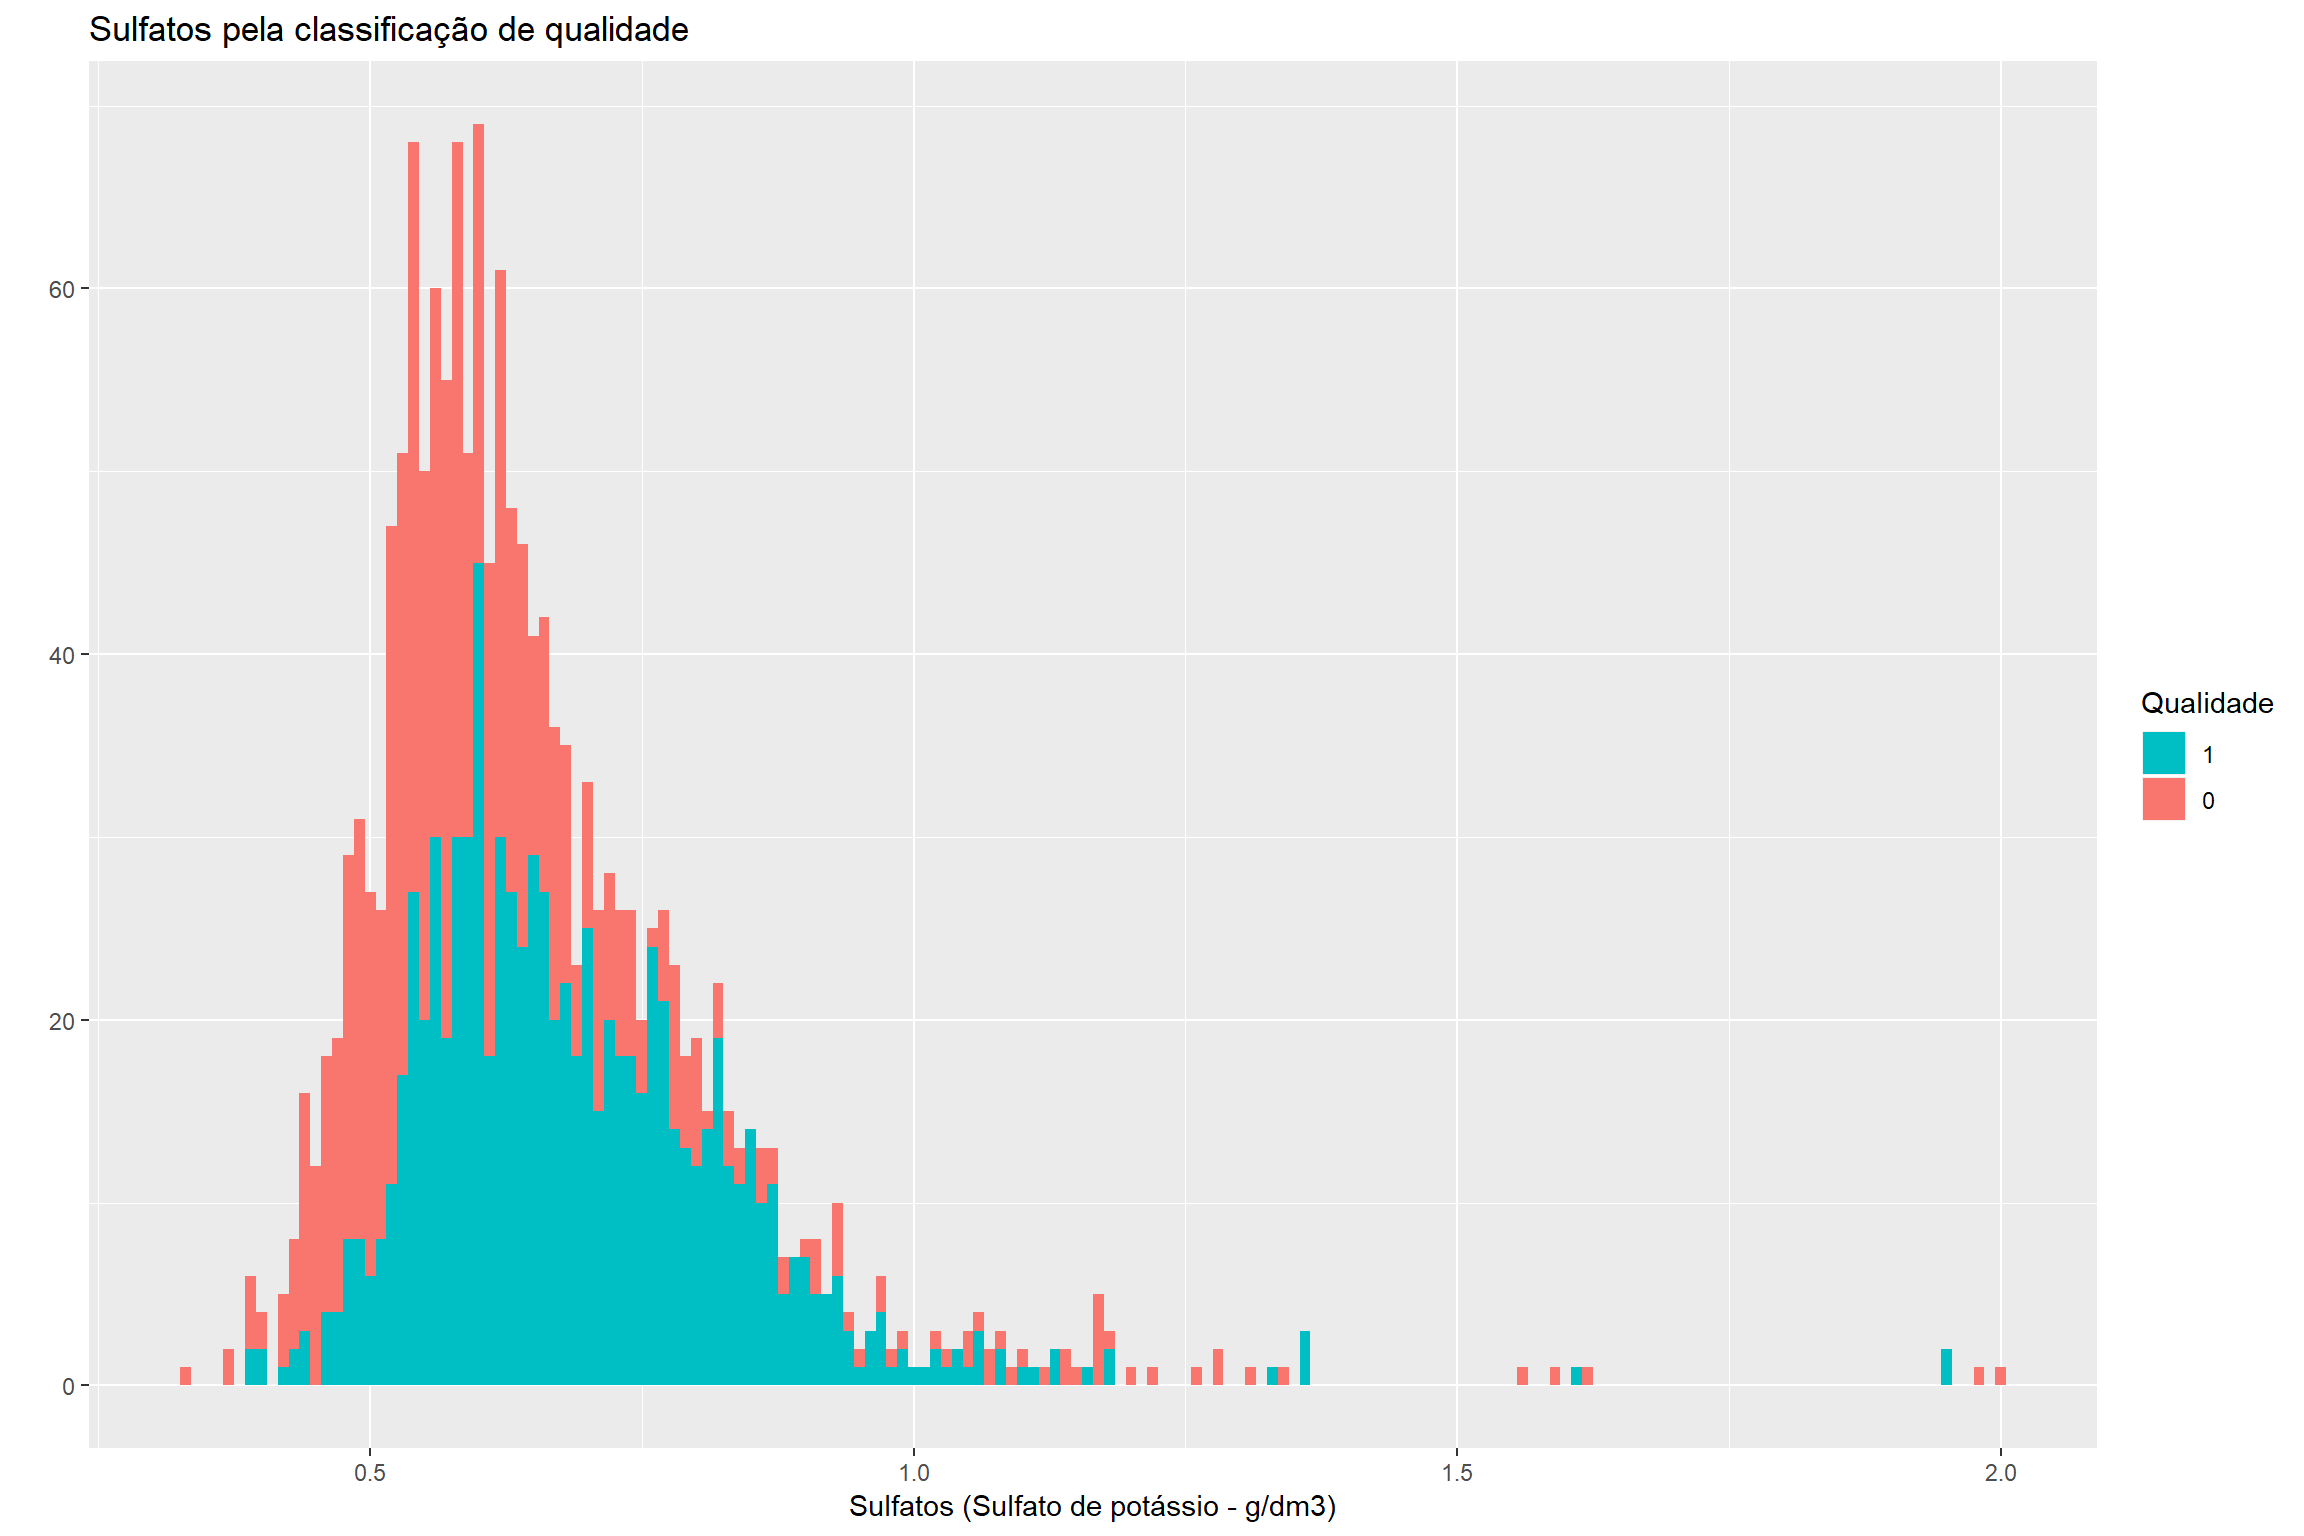 Sulfatos pela classificação de qualidade
60
40
20
0
0.5 1.0 1.5 2.0
Sulfatos (Sulfato de potássio - g/dm3)
Qualidade
1
0